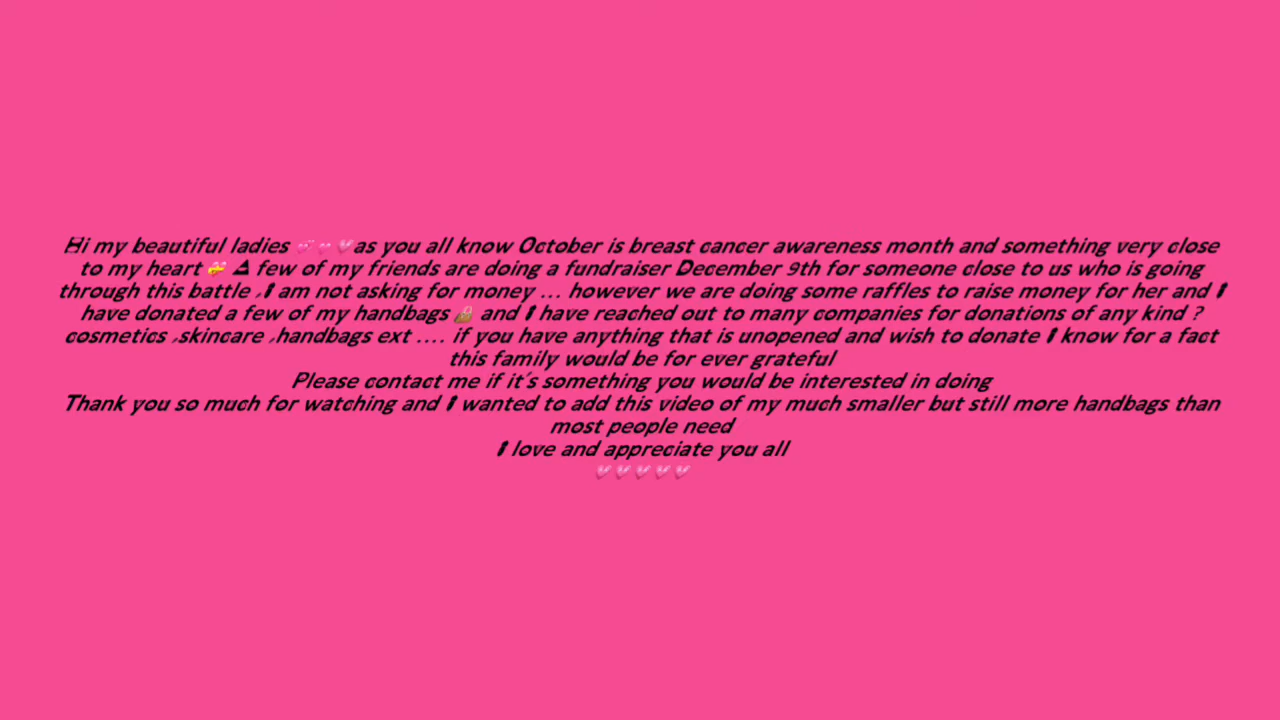 Hi my beautiful ladies 💞💕💗as you all know October is breast cancer awareness month and something very close
to my heart 💝 A few of my friends are doing a fundraiser December 9th for someone close to us who is going
through this battle ,I am not asking for money ... however we are doing some raffles to raise money for her and I
have donated a few of my handbags 👜 and I have reached out to many companies for donations of any kind ?
cosmetics ,skincare ,handbags ext .... if you have anything that is unopened and wish to donate I know for a fact
this family would be for ever grateful
Please contact me if it's something you would be interested in doing
Thank you so much for watching and I wanted to add this video of my much smaller but still more handbags than
most people need
I love and appreciate you all
💗💗💗💗💗